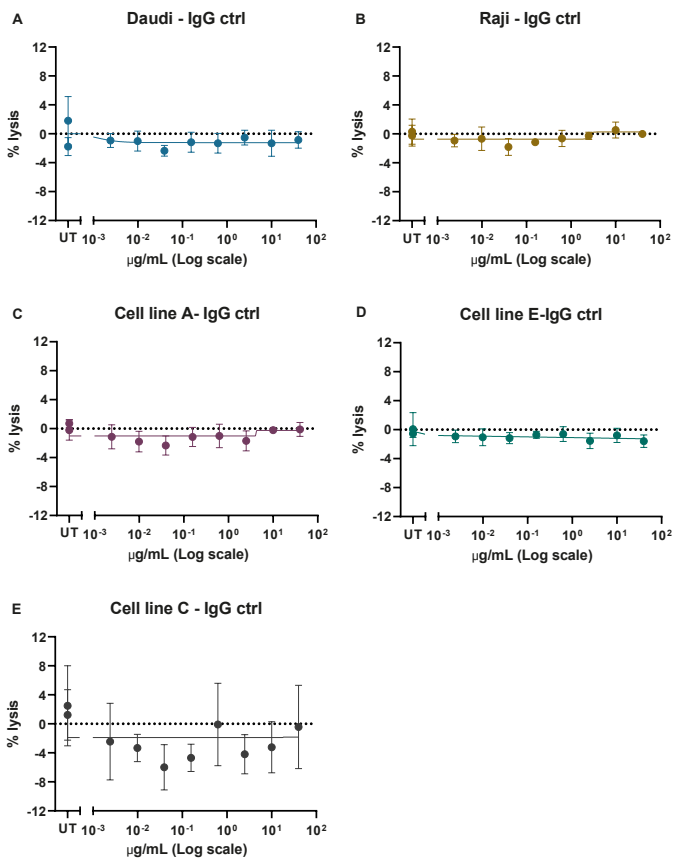 A
Daudi - IgG ctrl
12
8
4
0
-4
-8
-12
% lysis
UT 10-3 10-2 10-1 100 101 102
µg/mL (Log scale)
B
Raji - IgG ctrl
12
8
4
0
-4
-8
-12
% lysis
UT 10-3 10-2 10-1 100 101 102
µg/mL (Log scale)
C
Cell line A- IgG ctrl
12
8
4
0
-4
-8
-12
% lysis
UT 10-3 10-2 10-1 100 101 102
µg/mL (Log scale)
D
Cell line E-IgG ctrl
12
8
4
0
-4
-8
-12
% lysis
UT 10-3 10-2 10-1 100 101 102
µg/mL (Log scale)
E
Cell line C - IgG ctrl
12
8
4
0
-4
-8
-12
% lysis
UT 10-3 10-2 10-1 100 101 102
µg/mL (Log scale)